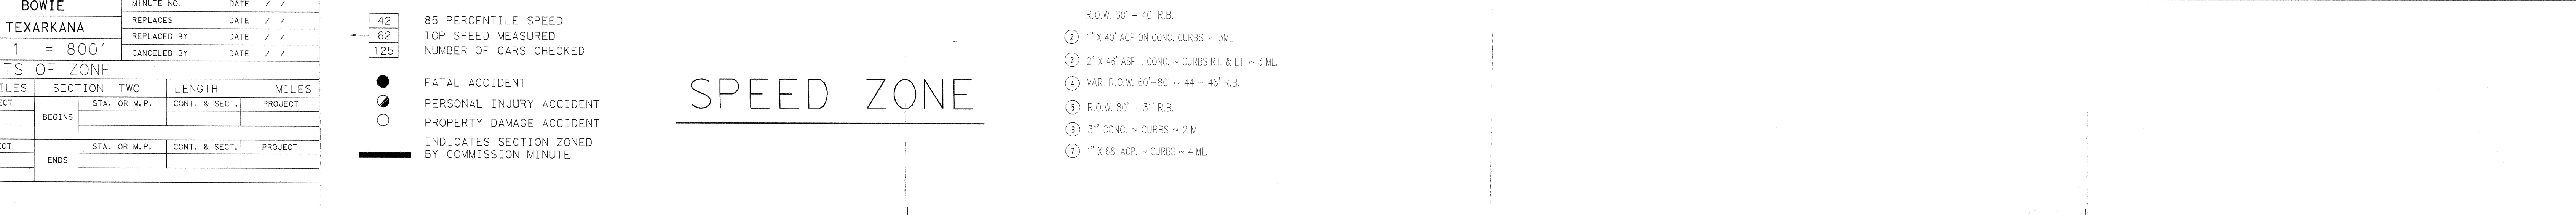 BOWIE
TEXARKANA
1" = 800'
MINUTE NO. DATE / /
REPLACES DATE / /
REPLACED BY DATE / /
CANCELED BY DATE / /
TS OF ZONE
ILES SECTION TWO LENGTH MILES
ECT STA. OR M.P. CONT. & SECT. PROJECT
BEGINS
ECT STA. OR M.P. CONT. & SECT. PROJECT
ENDS
42 85 PERCENTILE SPEED
62 TOP SPEED MEASURED
125 NUMBER OF CARS CHECKED
FATAL ACCIDENT
PERSONAL INJURY ACCIDENT
PROPERTY DAMAGE ACCIDENT
INDICATES SECTION ZONED
BY COMMISSION MINUTE
SPEED ZONE
R.O.W. 60' - 40' R.B.
2 1" X 40' ACP ON CONC. CURBS ~ 3ML
3 2" X 46' ASPH. CONC. ~ CURBS RT. & LT. ~ 3 ML.
4 VAR. R.O.W. 60'-80' ~ 44 - 46' R.B.
5 R.O.W. 80' - 31' R.B.
6 31' CONC. ~ CURBS ~ 2 ML
7 1" X 68' ACP. ~ CURBS ~ 4 ML.